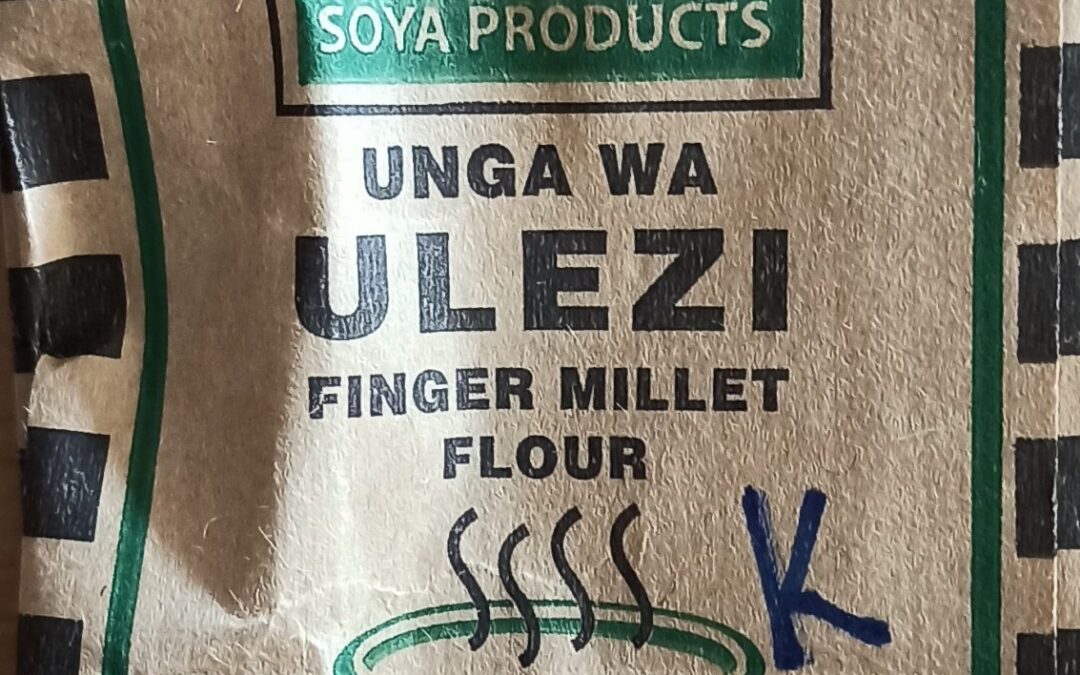 SOYA PRODUCTS
UNGA WA
ULEZI
FINGER MILLET
FLOUR
K